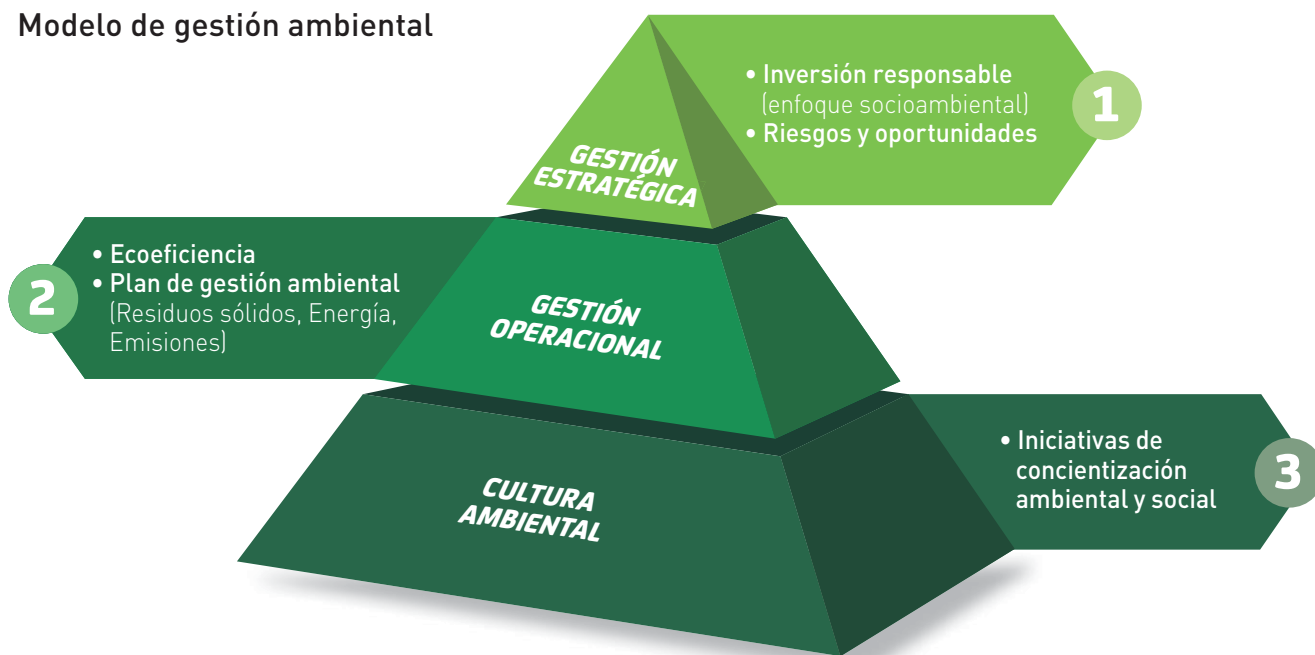 Modelo de gestión ambiental
• Inversión responsable
(enfoque socioambiental)
• Riesgos y oportunidades
1
GESTIÓN
ESTRATÉGICA
• Ecoeficiencia
• Plan de gestión ambiental
(Residuos sólidos, Energía,
Emisiones)
2
GESTIÓN
OPERACIONAL
• Iniciativas de
concientización
ambiental y social
3
CULTURA
AMBIENTAL